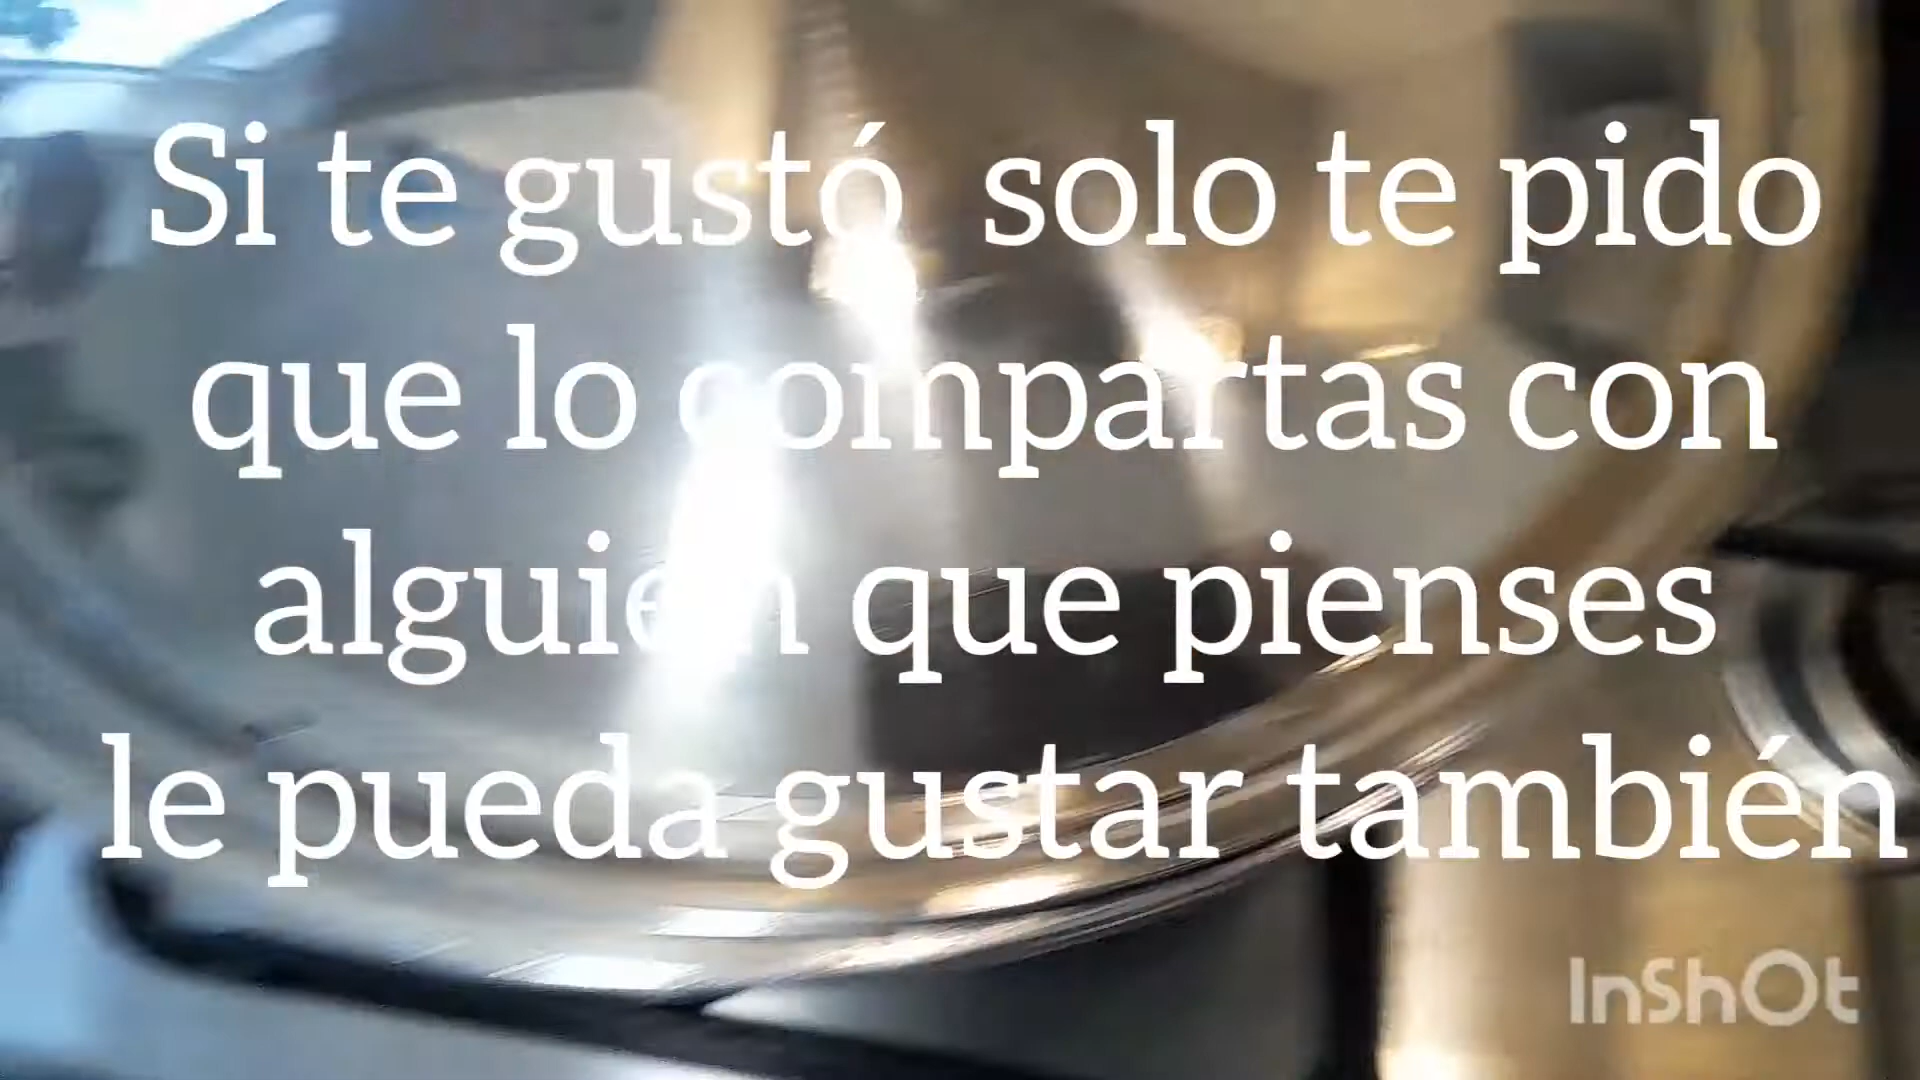 Si te gustó solo te pido
que lo compartas con
alguien que pienses
le pueda gustar también
InShOt